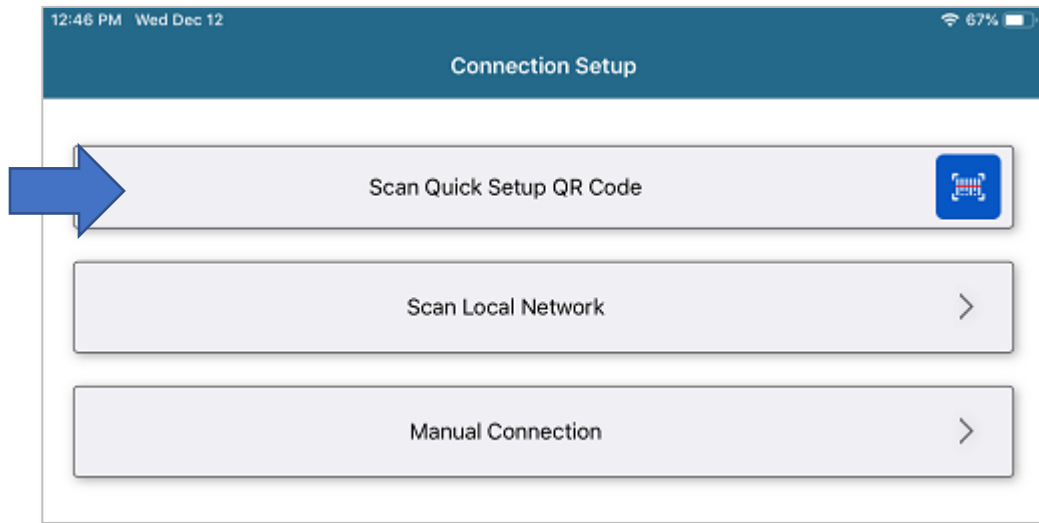 12:46 PM Wed Dec 12 67%
Connection Setup
Scan Quick Setup QR Code
Scan Local Network
Manual Connection